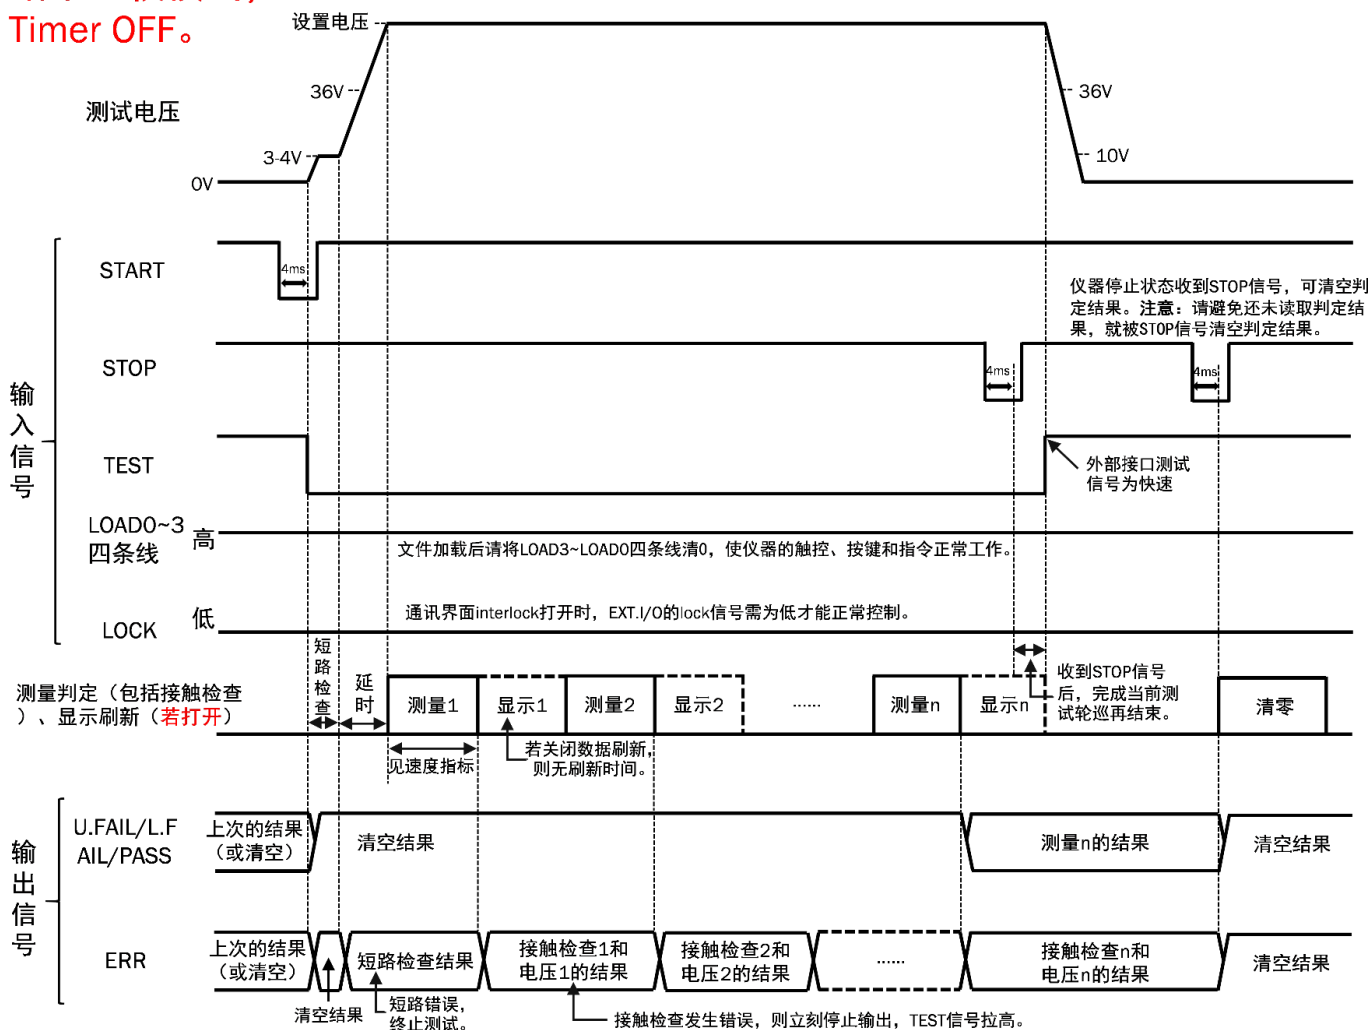 Timer OFF。
设置电压
36V
36V
测试电压
3-4V
10V
0V
START
4ms
仪器停止状态收到STOP信号，可清空判
定结果。注意：请避免还未读取判定结
果，就被STOP信号清空判定结果。
STOP
4ms
4ms
输入信号
TEST
外部接口测试
信号为快速
LOAD0~3
四条线
高
文件加载后请将LOAD3~LOAD0四条线清0，使仪器的触控、按键和指令正常工作。
LOCK
低
通讯界面interlock打开时，EXT.I/O的lock信号需为低才能正常控制。
短路检查
延时
收到STOP信号
后，完成当前测
试轮巡再结束。
测量判定（包括接触检查
）、显示刷新（若打开）
测量1
显示1
测量2
显示2
......
测量n
显示n
清零
见速度指标
若关闭数据刷新，
则无刷新时间。
输出信号
U.FAIL/L.F
AIL/PASS
上次的结果
（或清空）
清空结果
测量n的结果
清空结果
ERR
上次的结果
（或清空）
短路检查结果
接触检查1和
电压1的结果
接触检查2和
电压2的结果
......
接触检查n和
电压n的结果
清空结果
清空结果
短路错误，
终止测试。
接触检查发生错误，则立刻停止输出，TEST信号拉高。